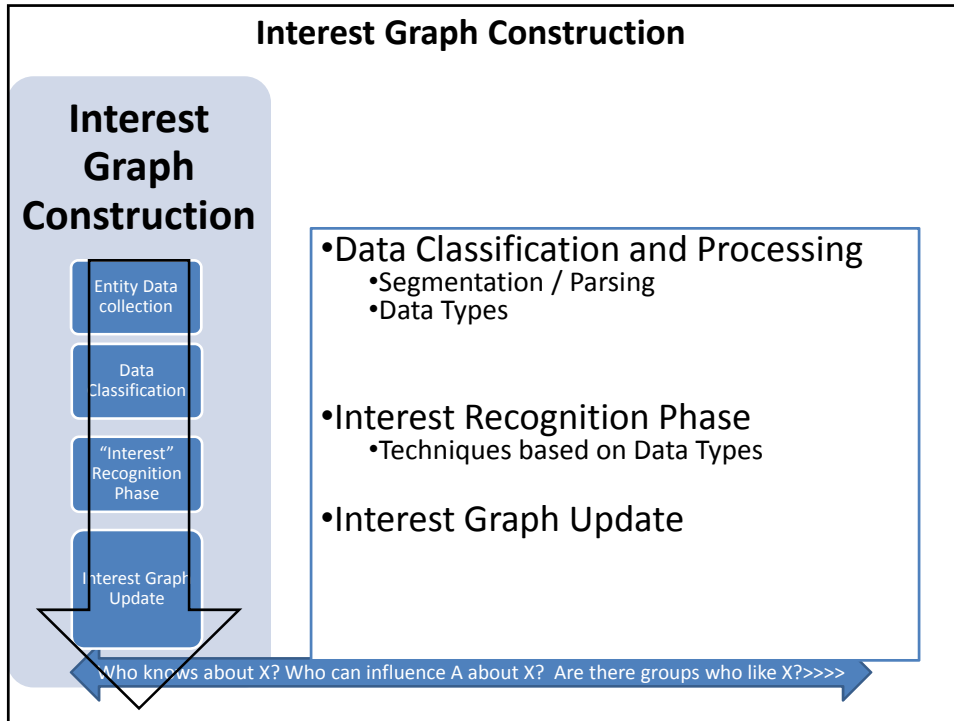 Interest Graph Construction
Interest
Graph
Construction
Entity Data
collection
Data
Classification
“Interest”
Recognition
Phase
Interest Graph
Update
•Data Classification and Processing
•Segmentation / Parsing
•Data Types
•Interest Recognition Phase
•Techniques based on Data Types
•Interest Graph Update
Who knows about X? Who can influence A about X? Are there groups who like X?>>>>